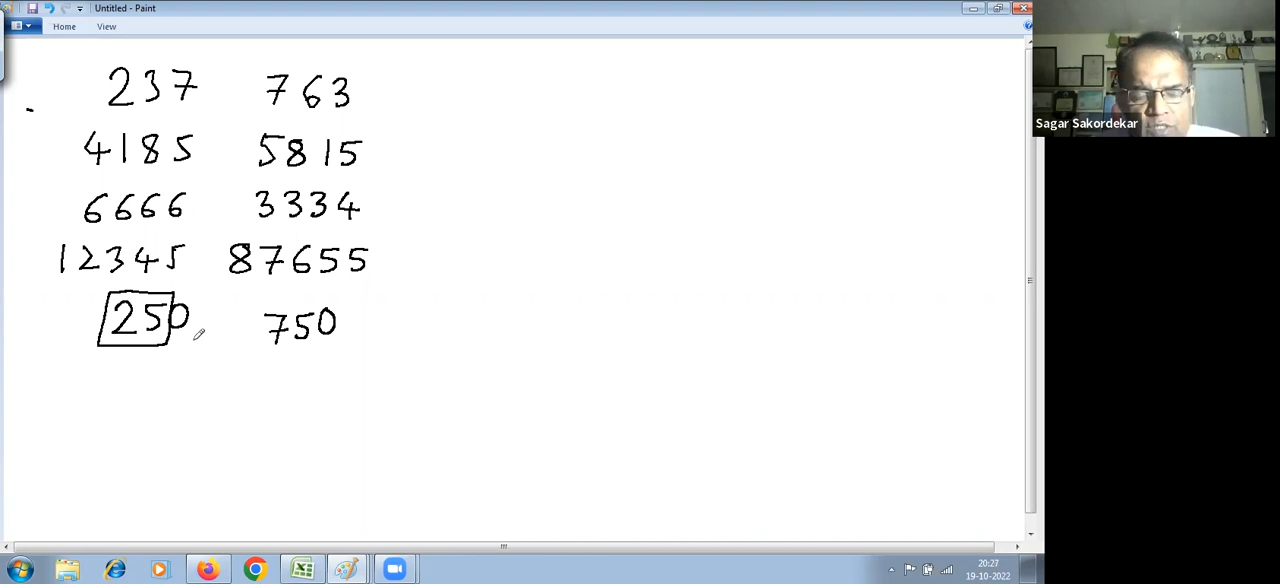 Untitled - Paint
Home View
237 763
4185 5815
6666 3334
12345 87655
250 750
Sagar Sakordekar
20:27
19-10-2022